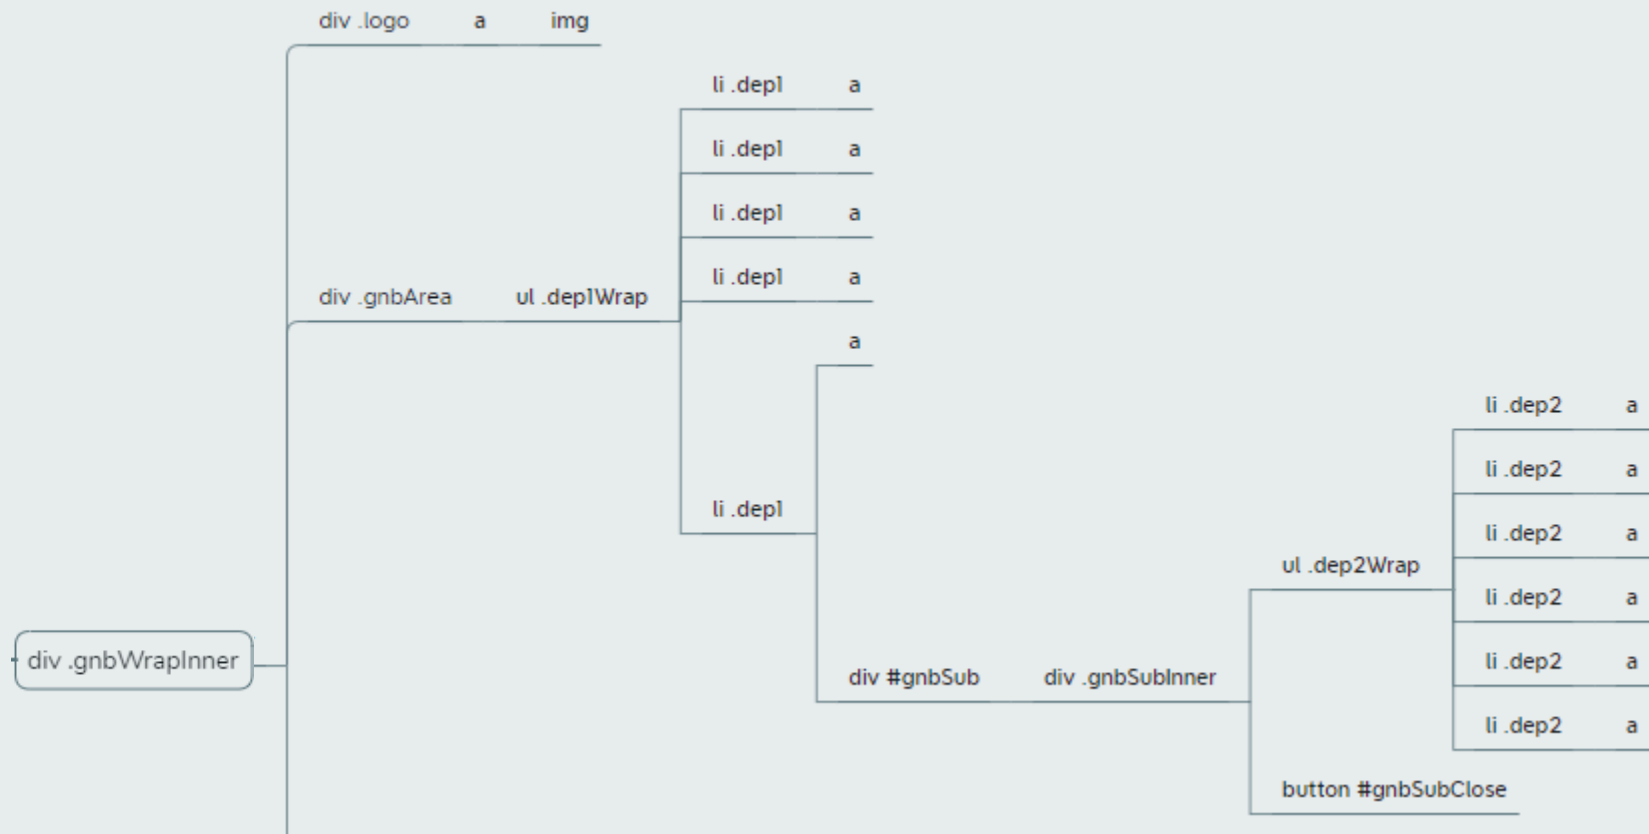 div .logo a img
li .dep1 a
li .dep1 a
li .dep1 a
li .dep1 a
div .gnbArea ul .dep1Wrap
a
li .dep2 a
li .dep2 a
li .dep1
li .dep2 a
ul .dep2Wrap
li .dep2 a
div .gnbWrapInner
li .dep2 a
div #gnbSub div .gnbSubInner
li .dep2 a
button #gnbSubClose